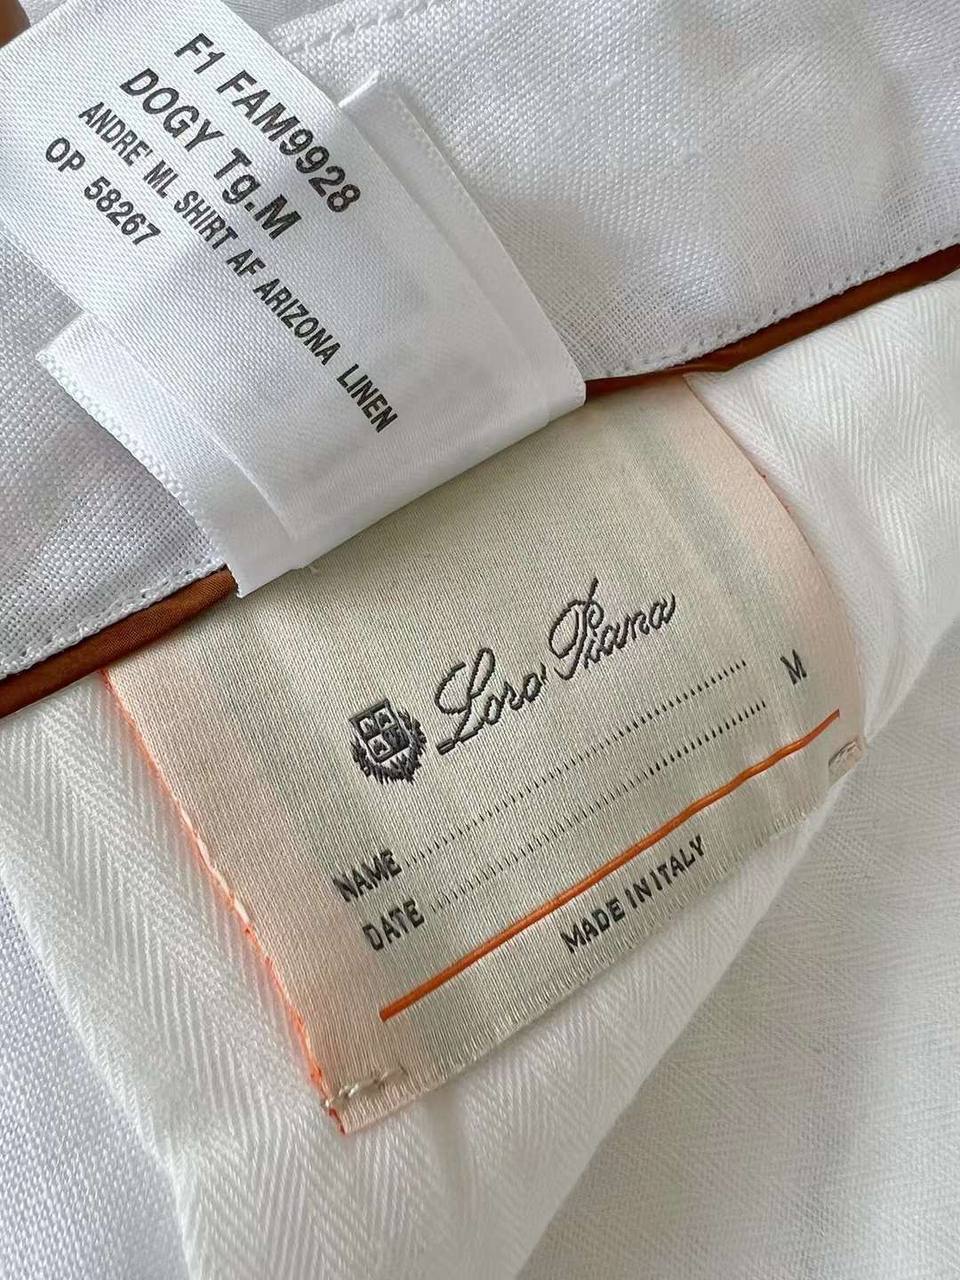 F1 FAM9928
DOGY Tg.M
ANDRE' ML SHIRT AF ARIZONA LINEN
OP 58267
Loro Piana
M
NAME
DATE
MADE IN ITALY